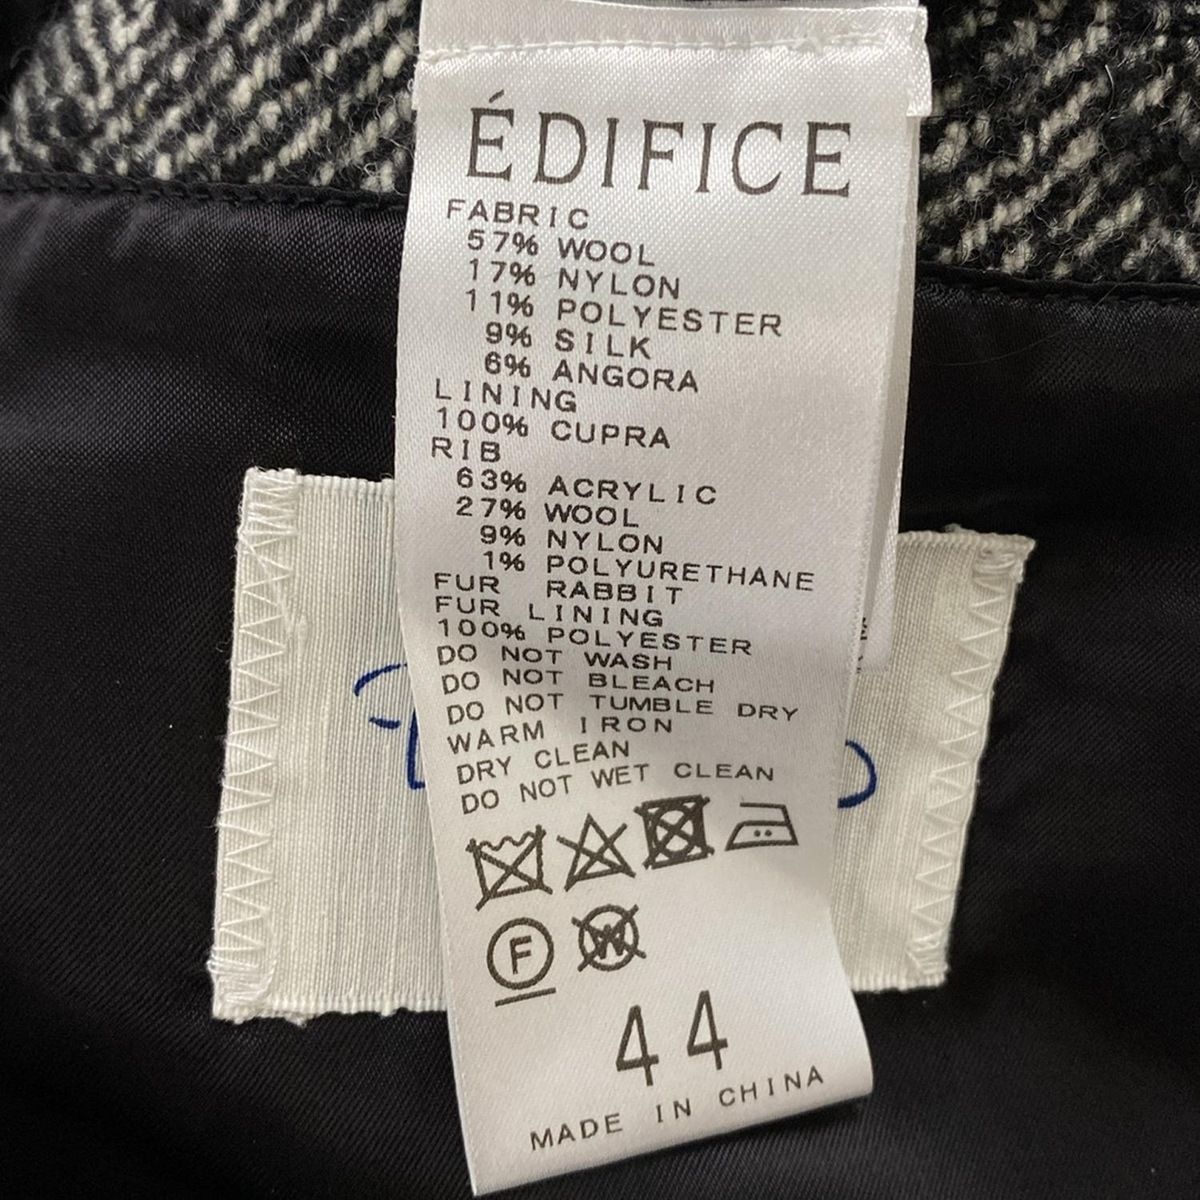 ÉDIFICE
FABRIC
57% WOOL
17% NYLON
11% POLYESTER
9% SILK
6% ANGORA
LINING
100% CUPRA
RIB
63% ACRYLIC
27% WOOL
9% NYLON
1% POLYURETHANE
FUR RABBIT
FUR LINING
100% POLYESTER
DO NOT WASH
DO NOT BLEACH
DO NOT TUMBLE DRY
WARM IRON
DRY CLEAN
DO NOT WET CLEAN
F W
44
MADE IN CHINA